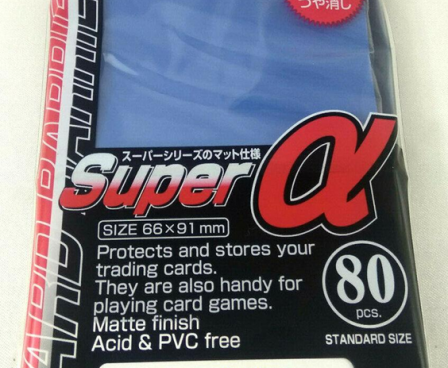 つや消し
スーパーシリーズのマット仕様
Super α
SIZE 66×91mm
Protects and stores your
trading cards.
They are also handy for
playing card games.
Matte finish
Acid & PVC free
80
pcs.
STANDARD SIZE